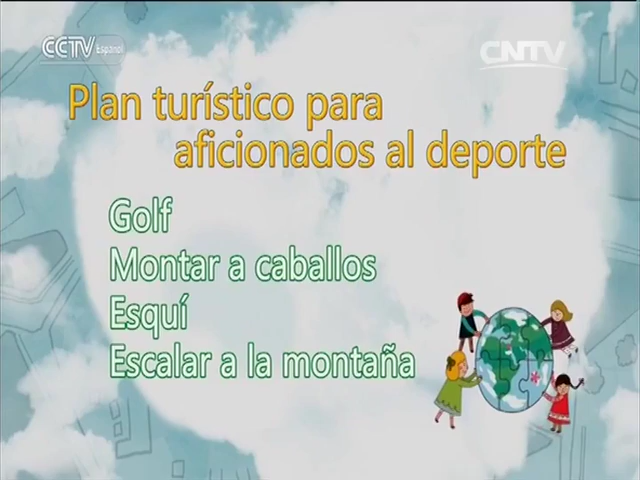 CCTV Español
CNTV
Plan turístico para
aficionados al deporte
Golf
Montar a caballos
Esquí
Escalar a la montaña